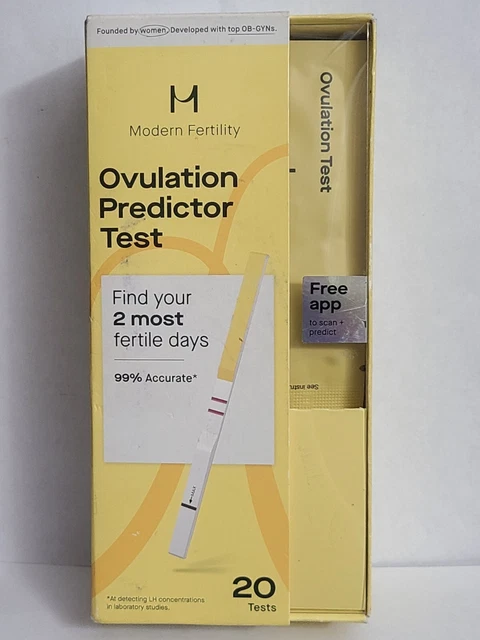 Founded by women. Developed with top OB-GYNs.
Modern Fertility
Ovulation
Predictor
Test
Find your
2 most
fertile days
99% Accurate*
*At detecting LH concentrations
in laboratory studies.
20
Tests
Ovulation Test
Free
app
to scan +
predict